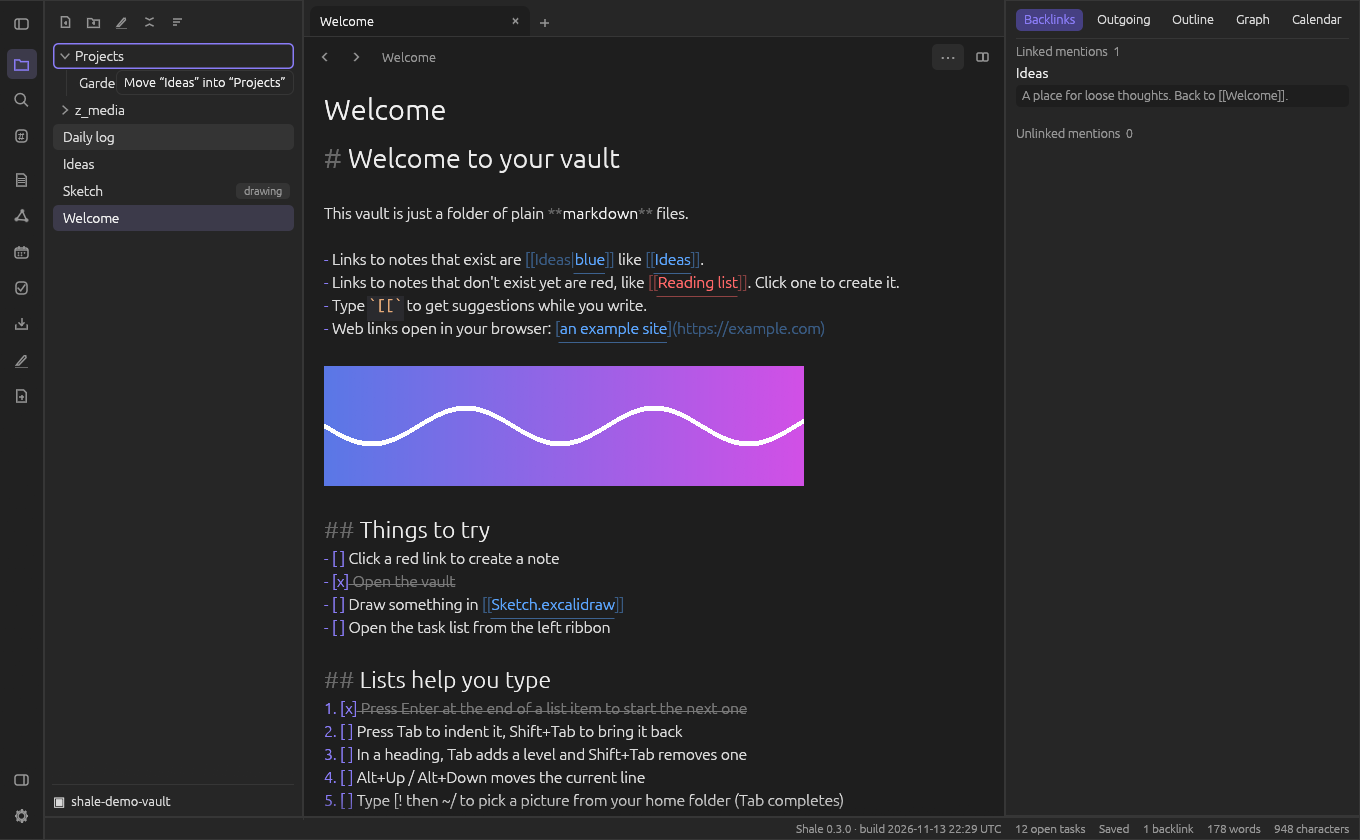 Welcome
Backlinks Outgoing Outline Graph Calendar
Projects
Garde
Move “Ideas” into “Projects”
z_media
Daily log
Ideas
Sketch drawing
Welcome
shale-demo-vault
Welcome
Welcome
# Welcome to your vault
This vault is just a folder of plain **markdown** files.
- Links to notes that exist are [[Ideas|blue]] like [[Ideas]].
- Links to notes that don't exist yet are red, like [[Reading list]]. Click one to create it.
- Type `[[` to get suggestions while you write.
- Web links open in your browser: [an example site](https://example.com)
## Things to try
- [ ] Click a red link to create a note
- [x] Open the vault
- [ ] Draw something in [[Sketch.excalidraw]]
- [ ] Open the task list from the left ribbon
## Lists help you type
1. [x] Press Enter at the end of a list item to start the next one
2. [ ] Press Tab to indent it, Shift+Tab to bring it back
3. [ ] In a heading, Tab adds a level and Shift+Tab removes one
4. [ ] Alt+Up / Alt+Down moves the current line
5. [ ] Type [! then ~/ to pick a picture from your home folder (Tab completes)
Linked mentions 1
Ideas
A place for loose thoughts. Back to [[Welcome]].
Unlinked mentions 0
Shale 0.3.0 · build 2026-11-13 22:29 UTC 12 open tasks Saved 1 backlink 178 words 948 characters